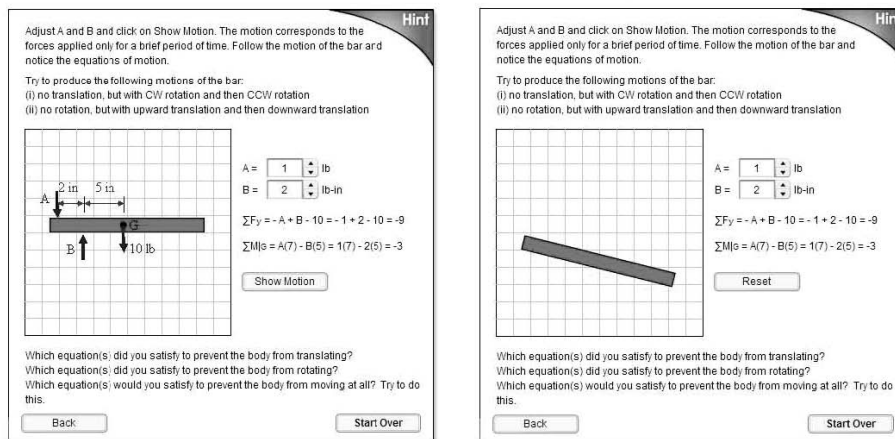 Hint
Adjust A and B and click on Show Motion. The motion corresponds to the
forces applied only for a brief period of time. Follow the motion of the bar and
notice the equations of motion.
Try to produce the following motions of the bar:
(i) no translation, but with CW rotation and then CCW rotation
(ii) no rotation, but with upward translation and then downward translation
2 in 5 in
A
G
B
10 lb
A = 1 lb
B = 2 lb-in
∑Fy = - A + B - 10 = - 1 + 2 - 10 = -9
∑M|G = A(7) - B(5) = 1(7) - 2(5) = -3
Show Motion
Which equation(s) did you satisfy to prevent the body from translating?
Which equation(s) did you satisfy to prevent the body from rotating?
Which equation(s) would you satisfy to prevent the body from moving at all? Try to do
this.
Back
Start Over
Hin
Adjust A and B and click on Show Motion. The motion corresponds to the
forces applied only for a brief period of time. Follow the motion of the bar and
notice the equations of motion.
Try to produce the following motions of the bar:
(i) no translation, but with CW rotation and then CCW rotation
(ii) no rotation, but with upward translation and then downward translation
A = 1 lb
B = 2 lb-in
∑Fy = - A + B - 10 = - 1 + 2 - 10 = -9
∑M|G = A(7) - B(5) = 1(7) - 2(5) = -3
Reset
Which equation(s) did you satisfy to prevent the body from translating?
Which equation(s) did you satisfy to prevent the body from rotating?
Which equation(s) would you satisfy to prevent the body from moving at all? Try to do
this.
Back
Start Over